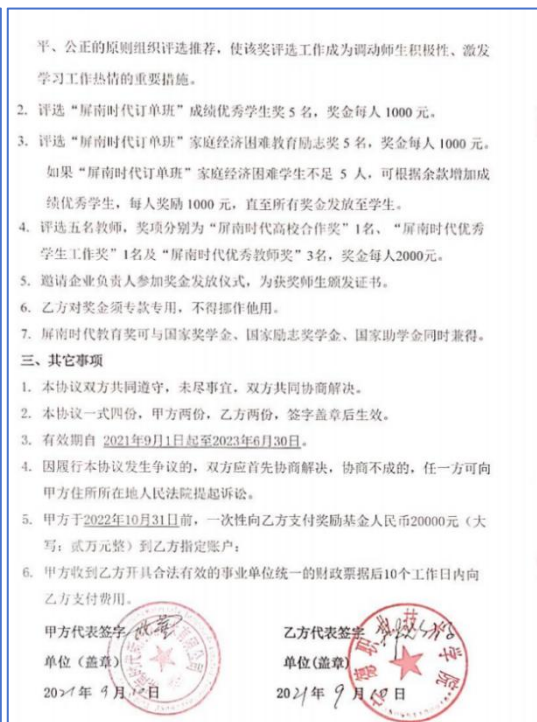 平、公正的原则组织评选推荐，使该奖评选工作成为调动师生积极性、激发
学习工作热情的重要措施。
2. 评选“屏南时代订单班”成绩优秀学生奖 5 名，奖金每人 1000 元。
3. 评选“屏南时代订单班”家庭经济困难教育励志奖 5 名，奖金每人 1000 元。
如果“屏南时代订单班”家庭经济困难学生不足 5 人，可根据余款增加成
绩优秀学生，每人奖励 1000 元，直至所有奖金发放至学生。
4. 评选五名教师，奖项分别为“屏南时代高校合作奖”1名、“屏南时代优秀
学生工作奖”1名及“屏南时代优秀教师奖”3名，奖金每人2000元。
5. 邀请企业负责人参加奖金发放仪式，为获奖师生颁发证书。
6. 乙方对奖金须专款专用，不得挪作他用。
7. 屏南时代教育奖可与国家奖学金、国家励志奖学金、国家助学金同时兼得。
三、其它事项
1. 本协议双方共同遵守，未尽事宜，双方共同协商解决。
2. 本协议一式四份，甲方两份，乙方两份，签字盖章后生效。
3. 有效期自 2021年9月1日起至2023年6月30日。
4. 因履行本协议发生争议的，双方应首先协商解决，协商不成的，任一方可向
甲方住所所在地人民法院提起诉讼。
5. 甲方于2022年10月31日前，一次性向乙方支付奖励基金人民币20000元（大
写：贰万元整）到乙方指定账户；
6. 甲方收到乙方开具合法有效的事业单位统一的财政票据后10个工作日内向
乙方支付费用。
甲方代表签字
乙方代表签字
单位（盖章）
单位(盖章)
2021年 9月10日
2021年 9月10日
职业技 学院